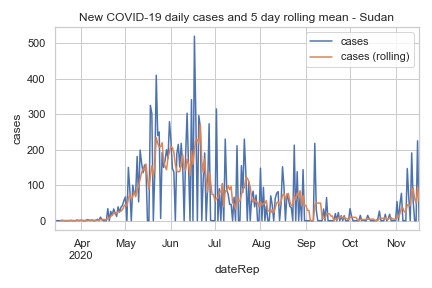 New COVID-19 daily cases and 5 day rolling mean - Sudan
cases
cases (rolling)
500
400
300
200
100
0
cases
Apr
2020
May
Jun
Jul
Aug
Sep
Oct
Nov
dateRep